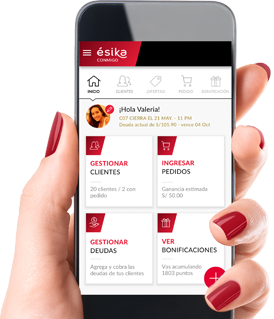 ésika
CONMIGO
INICIO
CLIENTES
OFERTAS
PEDIDO
BONIFICACIÓN
¡Hola Valeria!
C07 CIERRA EL 21 MAY - 11 PM
Deuda actual de S/105.90 - vence 04 Oct
GESTIONAR
CLIENTES
20 clientes / 2 con
pedido
INGRESAR
PEDIDOS
Ganancia estimada
S/ 50.00
GESTIONAR
DEUDAS
Agrega y cobra las
deudas de tus clientes
VER
BONIFICACIONES
Vas acumulando
1803 puntos